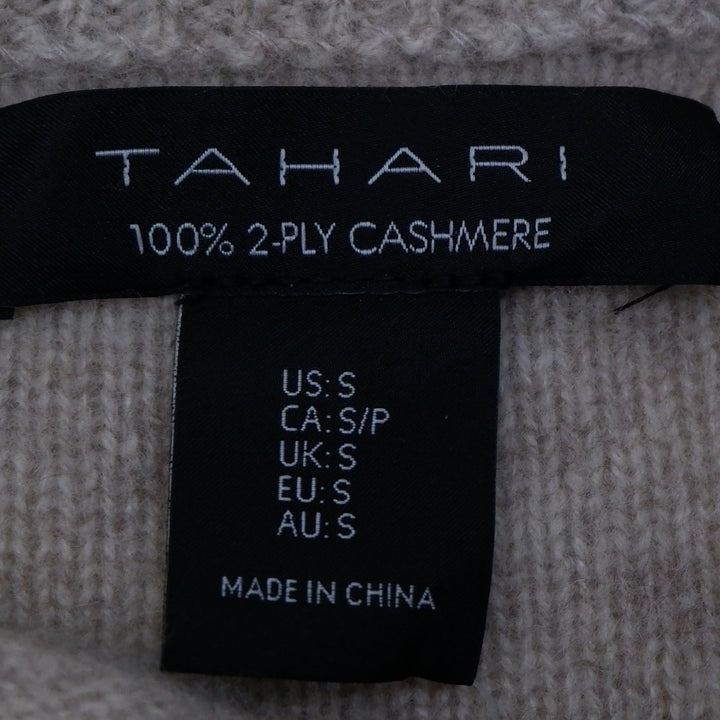 TAHARI
100% 2-PLY CASHMERE
US: S
CA: S/P
UK: S
EU: S
AU: S
MADE IN CHINA